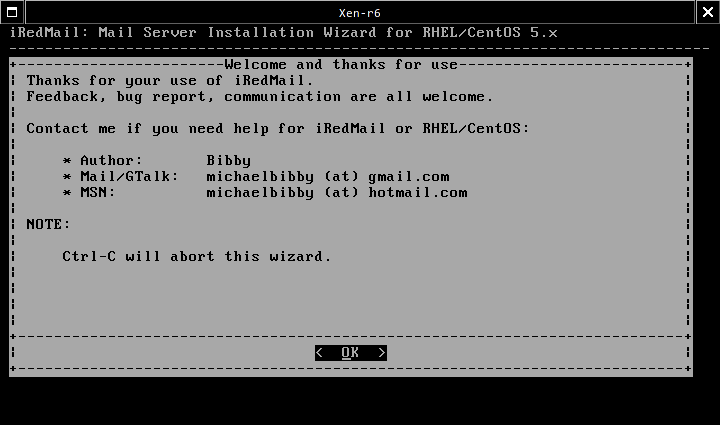 Xen-r6
iRedMail: Mail Server Installation Wizard for RHEL/CentOS 5.x
Welcome and thanks for use
Thanks for your use of iRedMail.
Feedback, bug report, communication are all welcome.
Contact me if you need help for iRedMail or RHEL/CentOS:
* Author: Bibby
* Mail/GTalk: michaelbibby (at) gmail.com
* MSN: michaelbibby (at) hotmail.com
NOTE:
Ctrl-C will abort this wizard.
< OK >